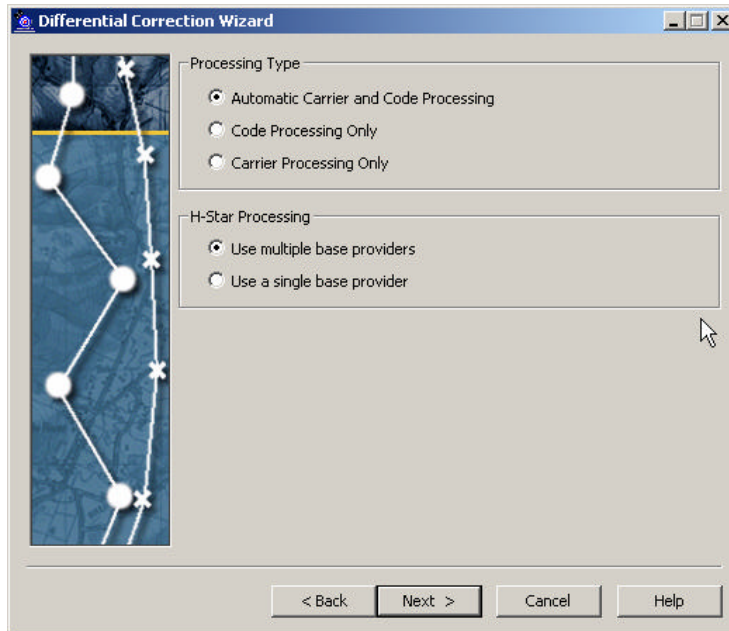 Differential Correction Wizard
Processing Type
Automatic Carrier and Code Processing
Code Processing Only
Carrier Processing Only
H-Star Processing
Use multiple base providers
Use a single base provider
< Back Next > Cancel Help